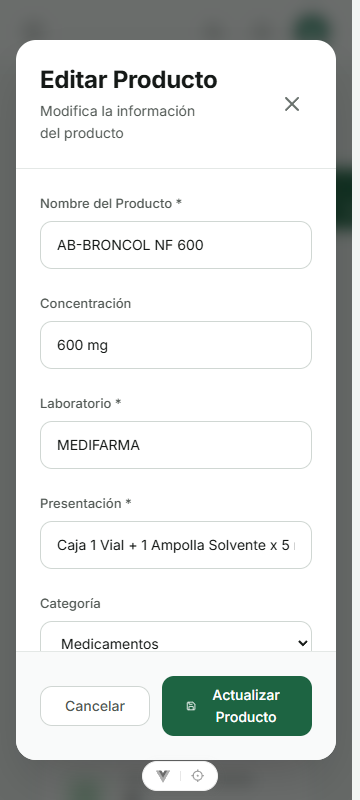 Editar Producto
Modifica la información
del producto
Nombre del Producto *
AB-BRONCOL NF 600
Concentración
600 mg
Laboratorio *
MEDIFARMA
Presentación *
Caja 1 Vial + 1 Ampolla Solvente x 5
Categoría
Medicamentos
Cancelar
Actualizar
Producto